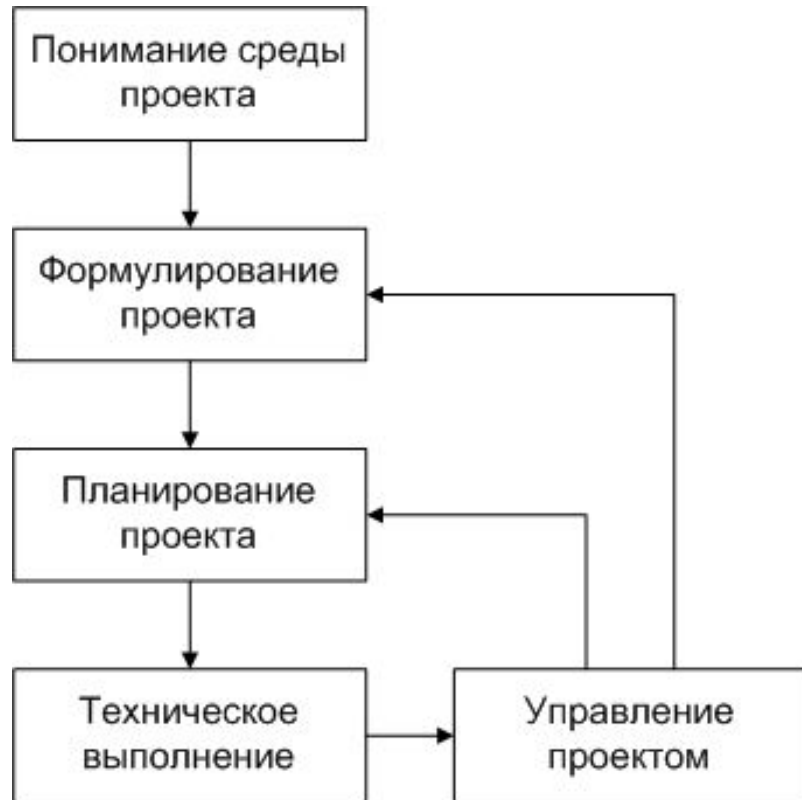 Понимание среды
проекта
Формулирование
проекта
Планирование
проекта
Техническое
выполнение
Управление
проектом